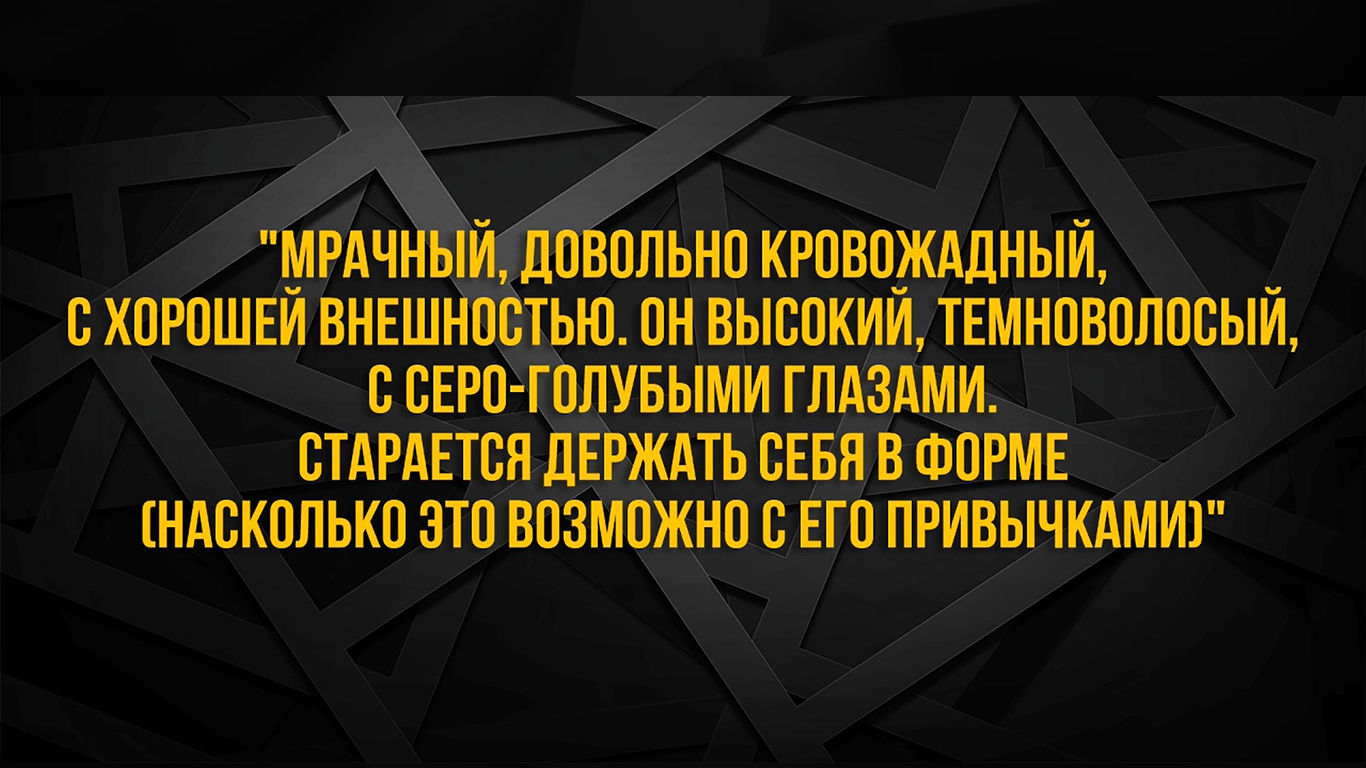 "МРАЧНЫЙ, ДОВОЛЬНО КРОВОЖАДНЫЙ,
С ХОРОШЕЙ ВНЕШНОСТЬЮ. ОН ВЫСОКИЙ, ТЕМНОВОЛОСЫЙ,
С СЕРО-ГОЛУБЫМИ ГЛАЗАМИ.
СТАРАЕТСЯ ДЕРЖАТЬ СЕБЯ В ФОРМЕ
(НАСКОЛЬКО ЭТО ВОЗМОЖНО С ЕГО ПРИВЫЧКАМИ)"